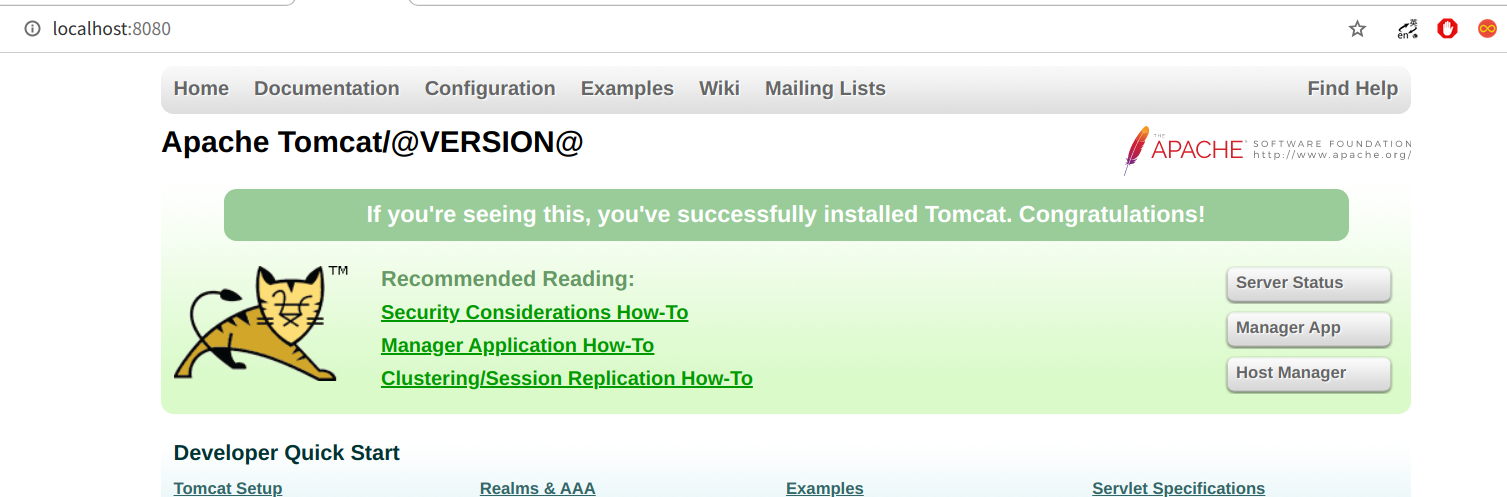 localhost:8080
英
en
Home Documentation Configuration Examples Wiki Mailing Lists Find Help
Apache Tomcat/@VERSION@
THE
APACHE® SOFTWARE FOUNDATION
http://www.apache.org/
If you're seeing this, you've successfully installed Tomcat. Congratulations!
TM
Recommended Reading:
Security Considerations How-To
Manager Application How-To
Clustering/Session Replication How-To
Server Status
Manager App
Host Manager
Developer Quick Start
Tomcat Setup Realms & AAA Examples Servlet Specifications